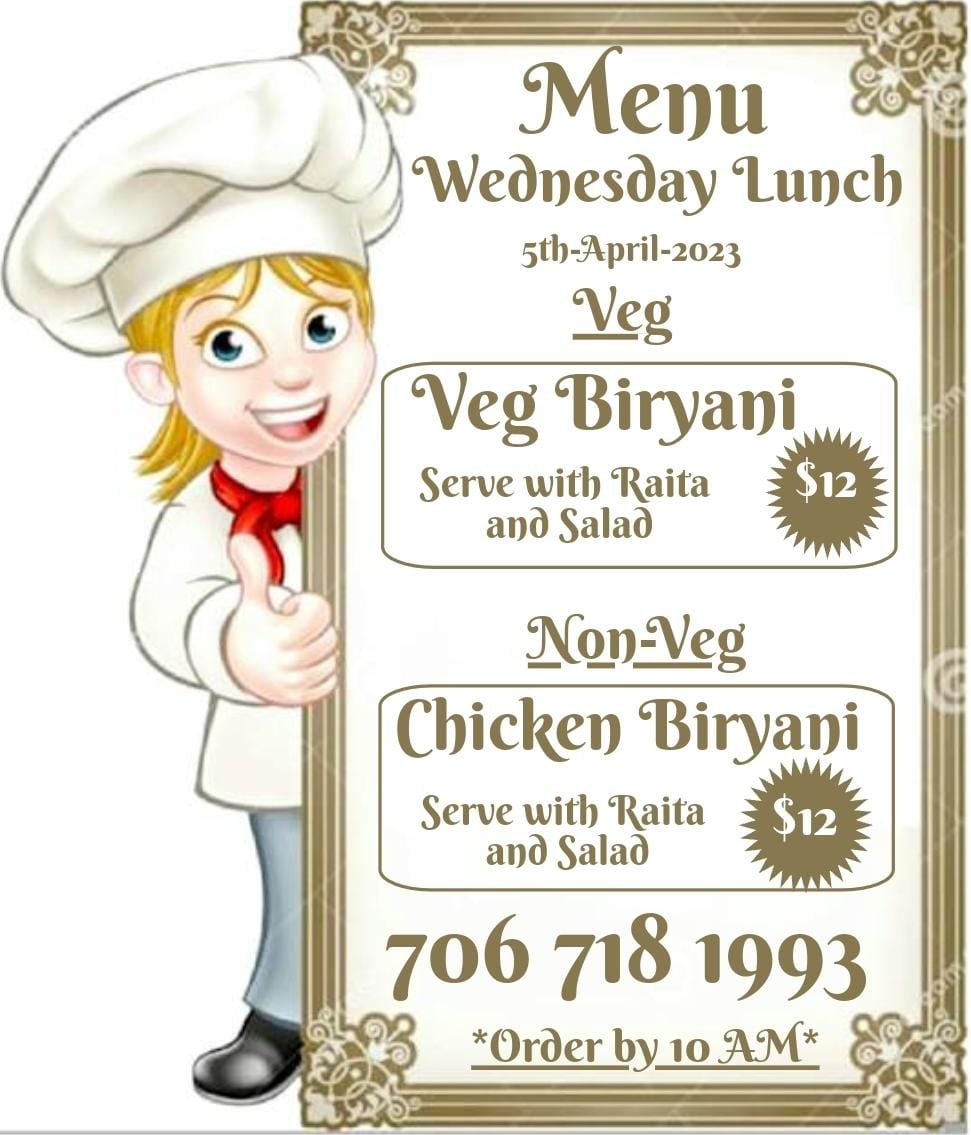 Menu
Wednesday Lunch
5th-April-2023
Veg
Veg Biryani
Serve with Raita
and Salad
$12
Non-Veg
Chicken Biryani
Serve with Raita
and Salad
$12
706 718 1993
*Order by 10 AM*